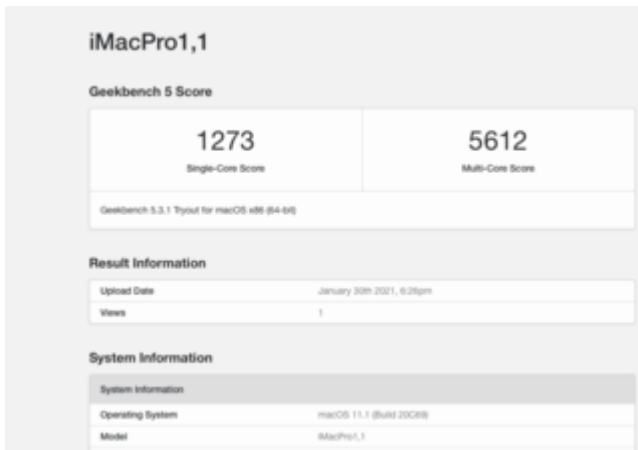 iMacPro1,1
Geekbench 5 Score
1273 5612
Single-Core Score Multi-Core Score
Geekbench 5.3.1 Tryout for macOS x86 (64-bit)
Result Information
Upload Date January 30th 2021, 6:26pm
Views 1
System Information
System Information
Operating System macOS 11.1 (Build 20C69)
Model iMacPro1,1